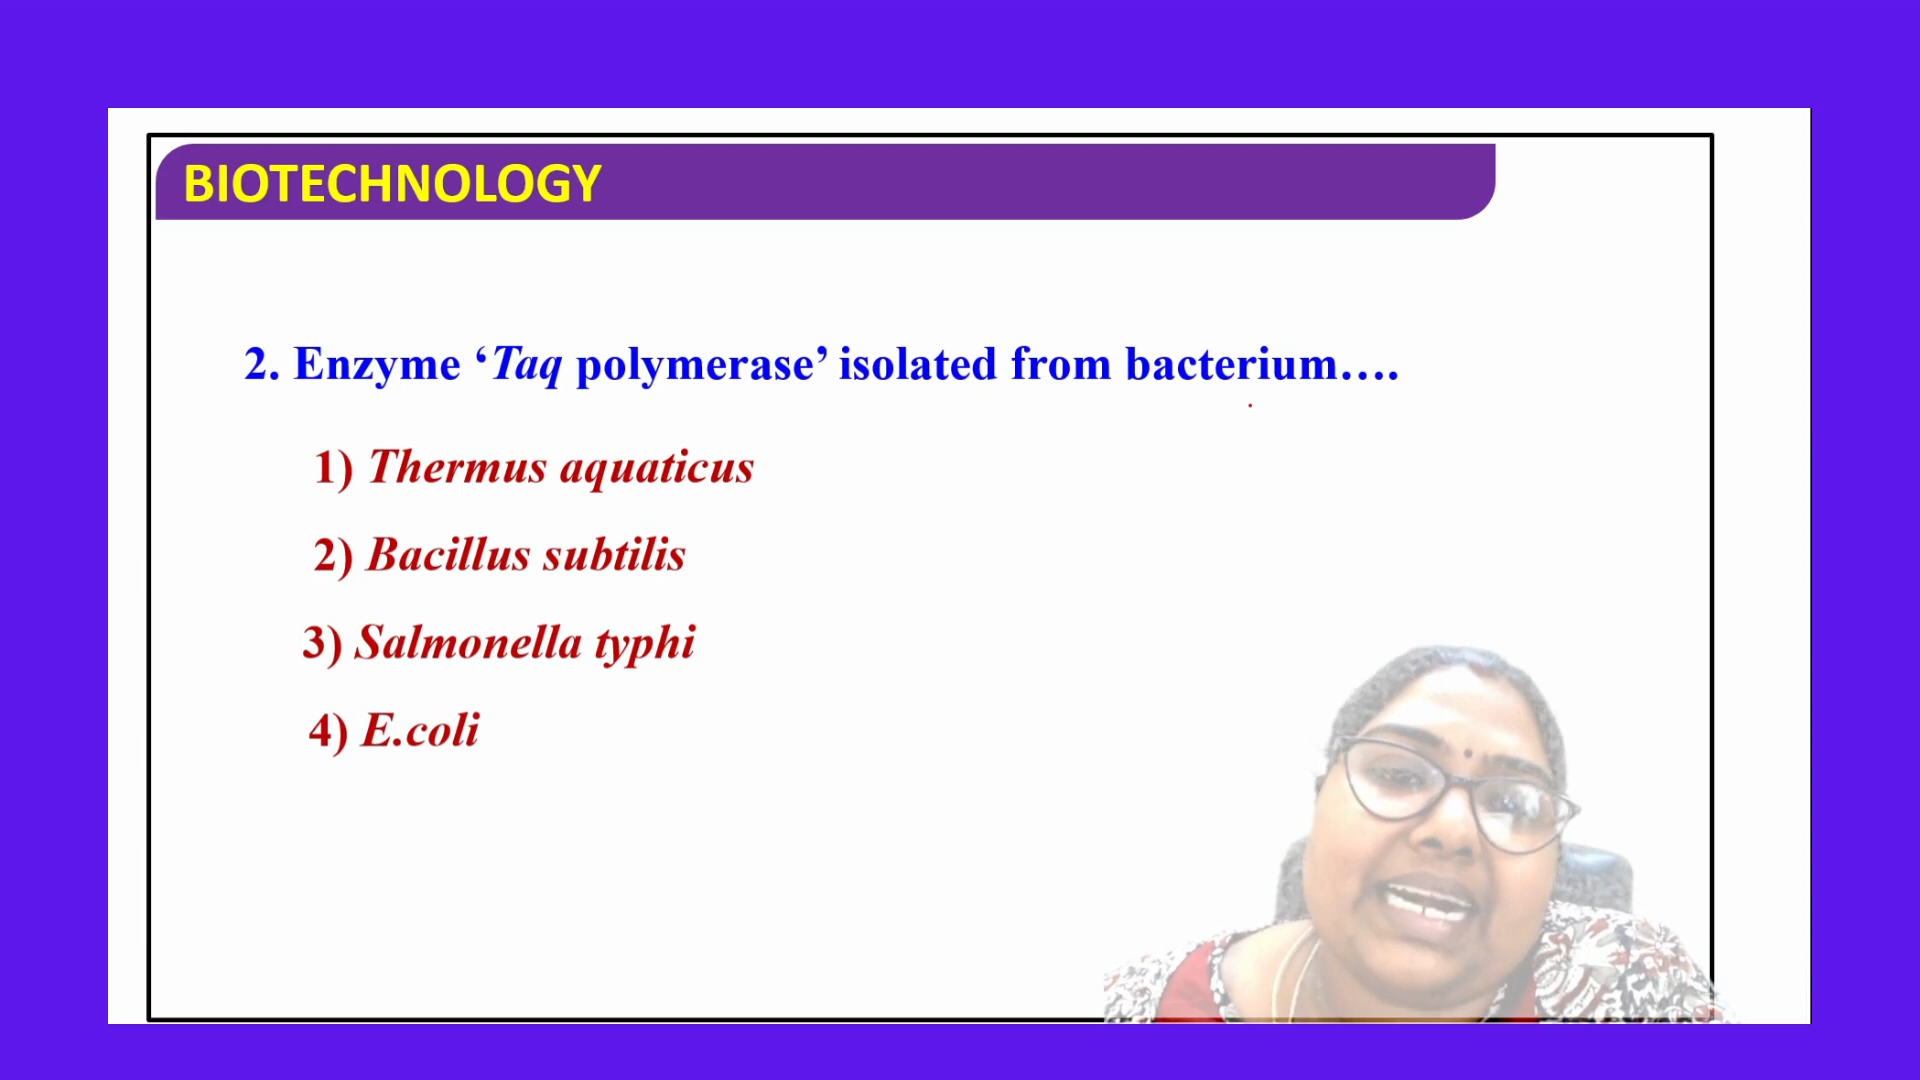 BIOTECHNOLOGY
2. Enzyme ‘Taq polymerase’ isolated from bacterium….
1) Thermus aquaticus
2) Bacillus subtilis
3) Salmonella typhi
4) E.coli